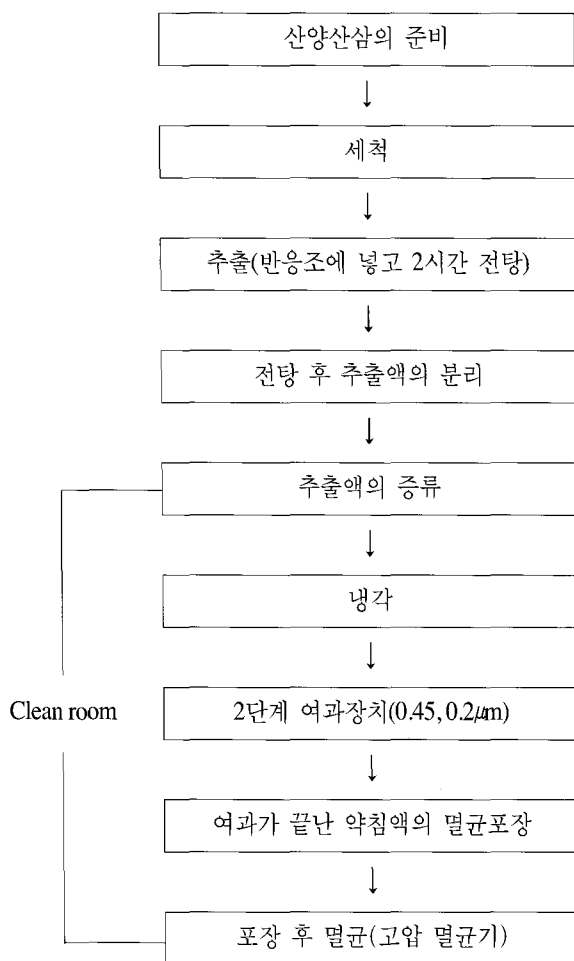 산양산삼의 준비
↓
세척
↓
추출(반응조에 넣고 2시간 전탕)
↓
전탕 후 추출액의 분리
↓
추출액의 증류
↓
냉각
↓
Clean room
2단계 여과장치(0.45, 0.2㎛)
↓
여과가 끝난 약침액의 멸균포장
↓
포장 후 멸균(고압 멸균기)